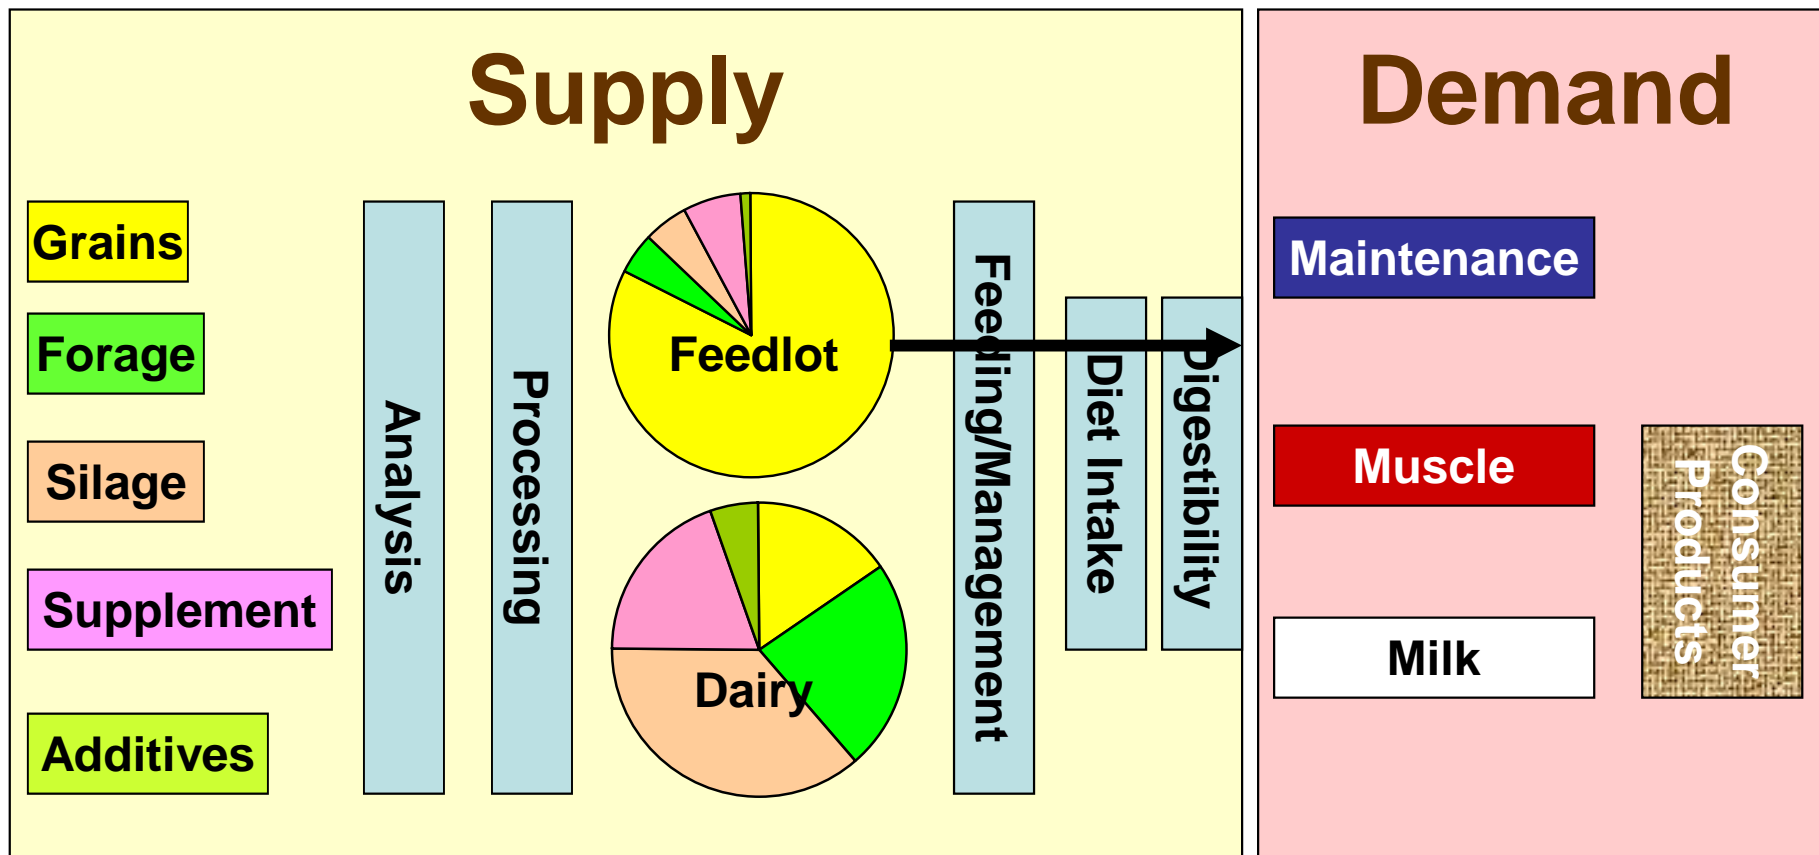 Supply
Demand
Grains
Forage
Silage
Supplement
Additives
Analysis
Processing
Feedlot
Dairy
Feeding/Management
Diet Intake
Digestibility
Maintenance
Muscle
Milk
Consumer
Products